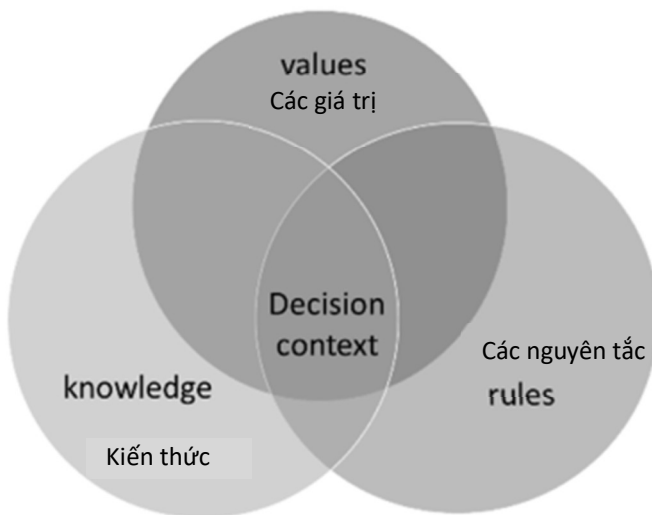 values
Các giá trị
Decision
context
Các nguyên tắc
rules
knowledge
Kiến thức